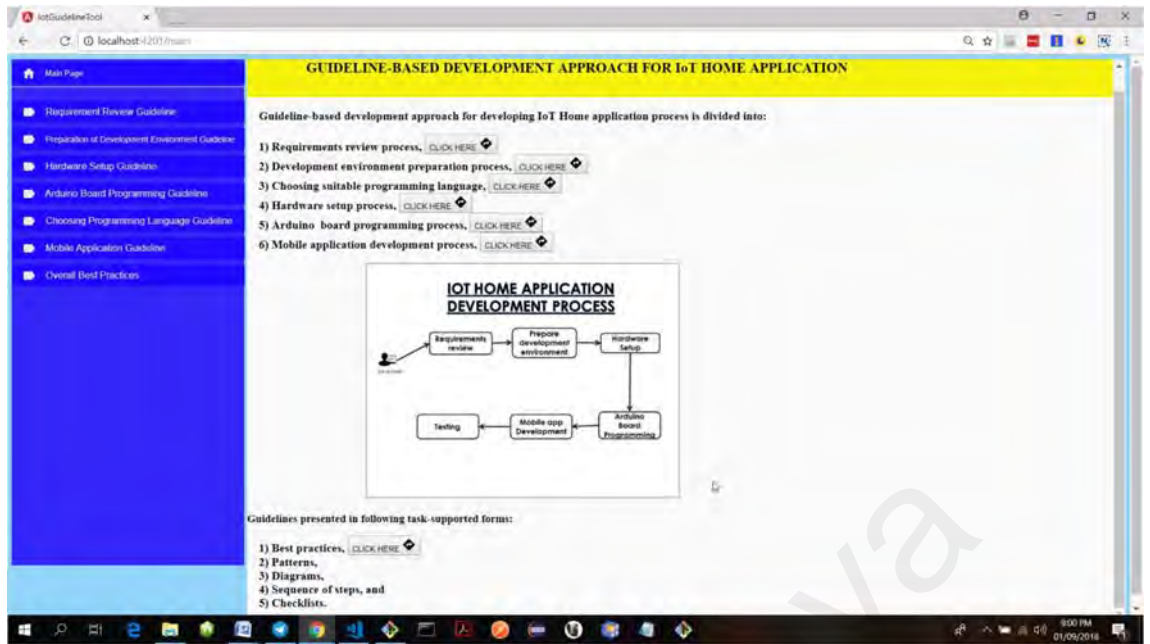 IotGuidelineTool
localhost:4201/main
Main Page
Requirement Review Guideline
Preparation of Development Environment Guideline
Hardware Setup Guideline
Arduino Board Programming Guideline
Choosing Programming Language Guideline
Mobile Application Guideline
Overall Best Practices
GUIDELINE-BASED DEVELOPMENT APPROACH FOR IoT HOME APPLICATION
Guideline-based development approach for developing IoT Home application process is divided into:
1) Requirements review process, CLICK HERE
2) Development environment preparation process, CLICK HERE
3) Choosing suitable programming language, CLICK HERE
4) Hardware setup process, CLICK HERE
5) Arduino board programming process, CLICK HERE
6) Mobile application development process, CLICK HERE
IOT HOME APPLICATION
DEVELOPMENT PROCESS
Requirements
review
Prepare
development
environment
Hardware
Setup
Testing
Mobile app
Development
Arduino
Board
Programming
Guidelines presented in following task-supported forms:
1) Best practices, CLICK HERE
2) Patterns,
3) Diagrams,
4) Sequence of steps, and
5) Checklists.
9:00 PM
01/09/2018